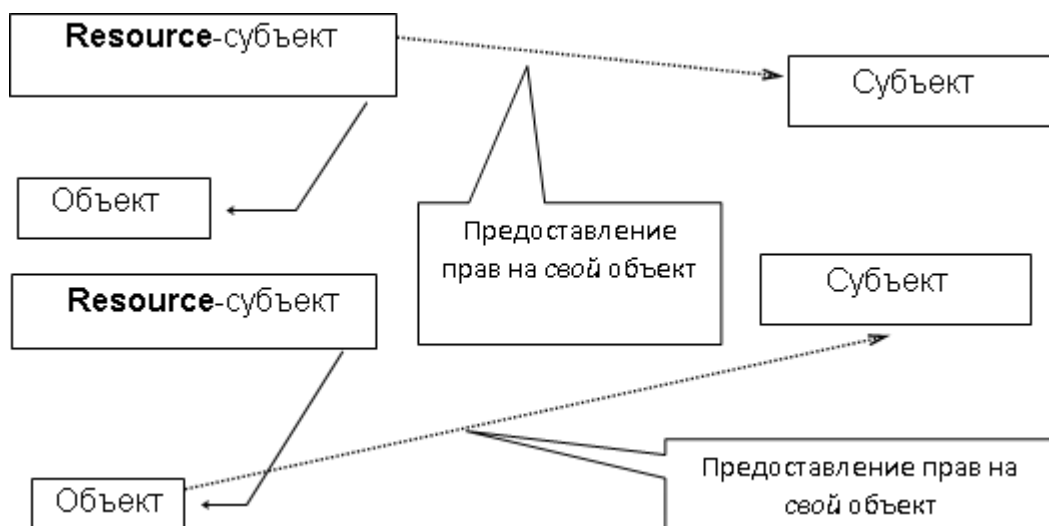 Resource-субъект
Субъект
Объект
Предоставление
прав на свой объект
Resource-субъект
Субъект
Объект
Предоставление прав на
свой объект